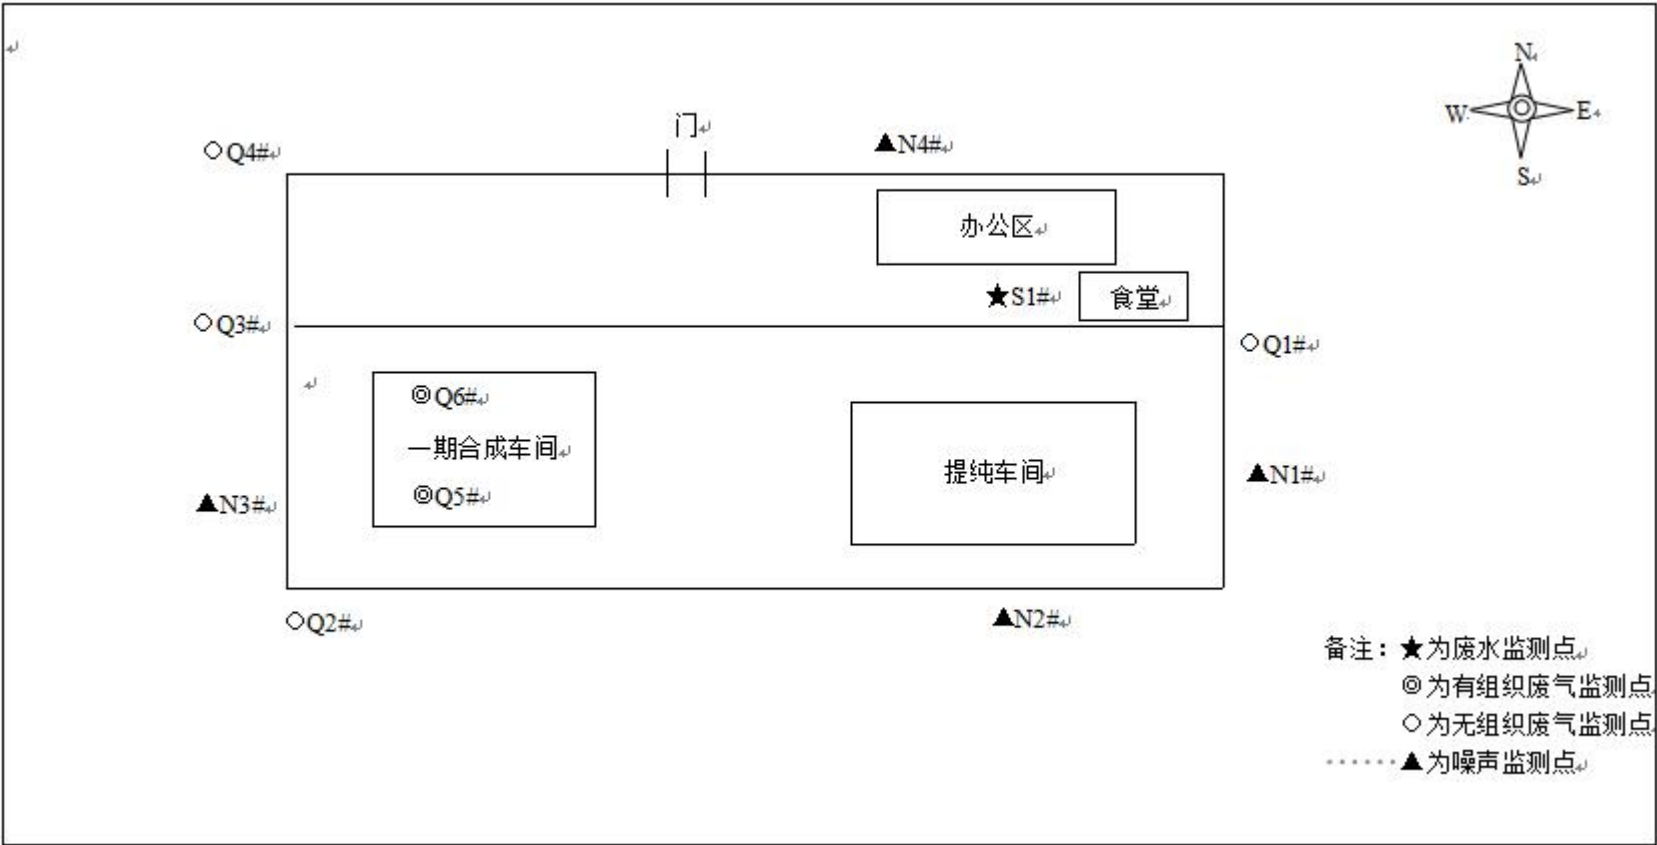 N
W
E
S
门
Q4#
▲N4#
办公区
★S1#
食堂
Q3#
Q1#
◎Q6#
一期合成车间
◎Q5#
提纯车间
▲N1#
▲N3#
○Q2#
▲N2#
备注：★为废水监测点
◎为有组织废气监测点
○为无组织废气监测点
▲为噪声监测点